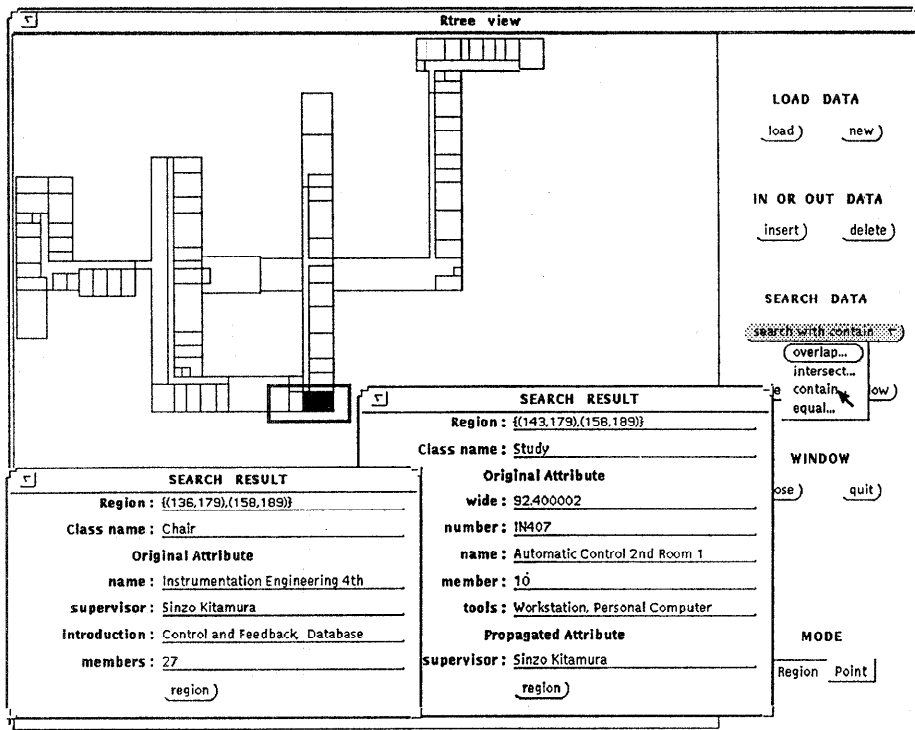 Rtree view
LOAD DATA
load new
IN OR OUT DATA
insert delete
SEARCH DATA
search with contain
overlap...
intersect...
contain...
equal...
e
ow
WINDOW
ose quit
MODE
Region Point
SEARCH RESULT
Region : {(143,179),(158,189)}
Class name : Study
Original Attribute
wide : 92.400002
number : 1N407
name : Automatic Control 2nd Room 1
member : 10
tools : Workstation, Personal Computer
Propagated Attribute
supervisor : Sinzo Kitamura
region
SEARCH RESULT
Region : {(136,179),(158,189)}
Class name : Chair
Original Attribute
name : Instrumentation Engineering 4th
supervisor : Sinzo Kitamura
introduction : Control and Feedback, Database
members : 27
region